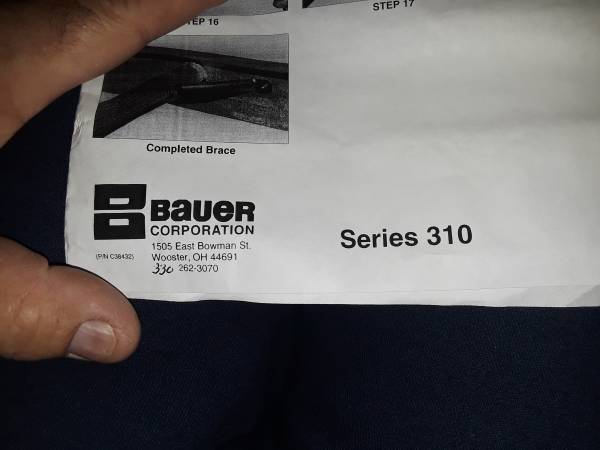 STEP 16
STEP 17
Completed Brace
BAUER
CORPORATION
1505 East Bowman St.
Wooster, OH 44691
(P/N C38432)
330 262-3070
Series 310